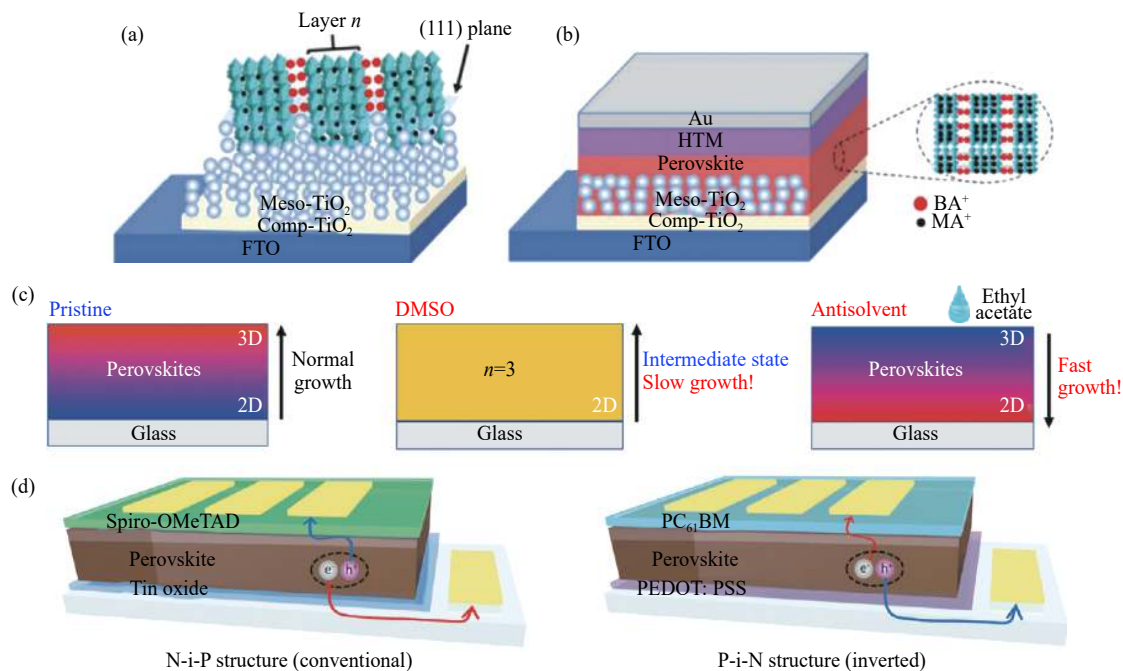 (a)
Layer n
(111) plane
Meso-TiO₂
Comp-TiO₂
FTO
(b)
Au
HTM
Perovskite
Meso-TiO₂
Comp-TiO₂
FTO
BA⁺
MA⁺
(c)
Pristine
3D
Perovskites
2D
Glass
Normal
growth
DMSO
n=3
2D
Glass
Intermediate state
Slow growth!
Antisolvent
Ethyl
acetate
3D
Perovskites
2D
Glass
Fast
growth!
(d)
Spiro-OMeTAD
Perovskite
Tin oxide
e⁻
h⁺
N-i-P structure (conventional)
PC₆₁BM
Perovskite
PEDOT: PSS
e⁻
h⁺
P-i-N structure (inverted)